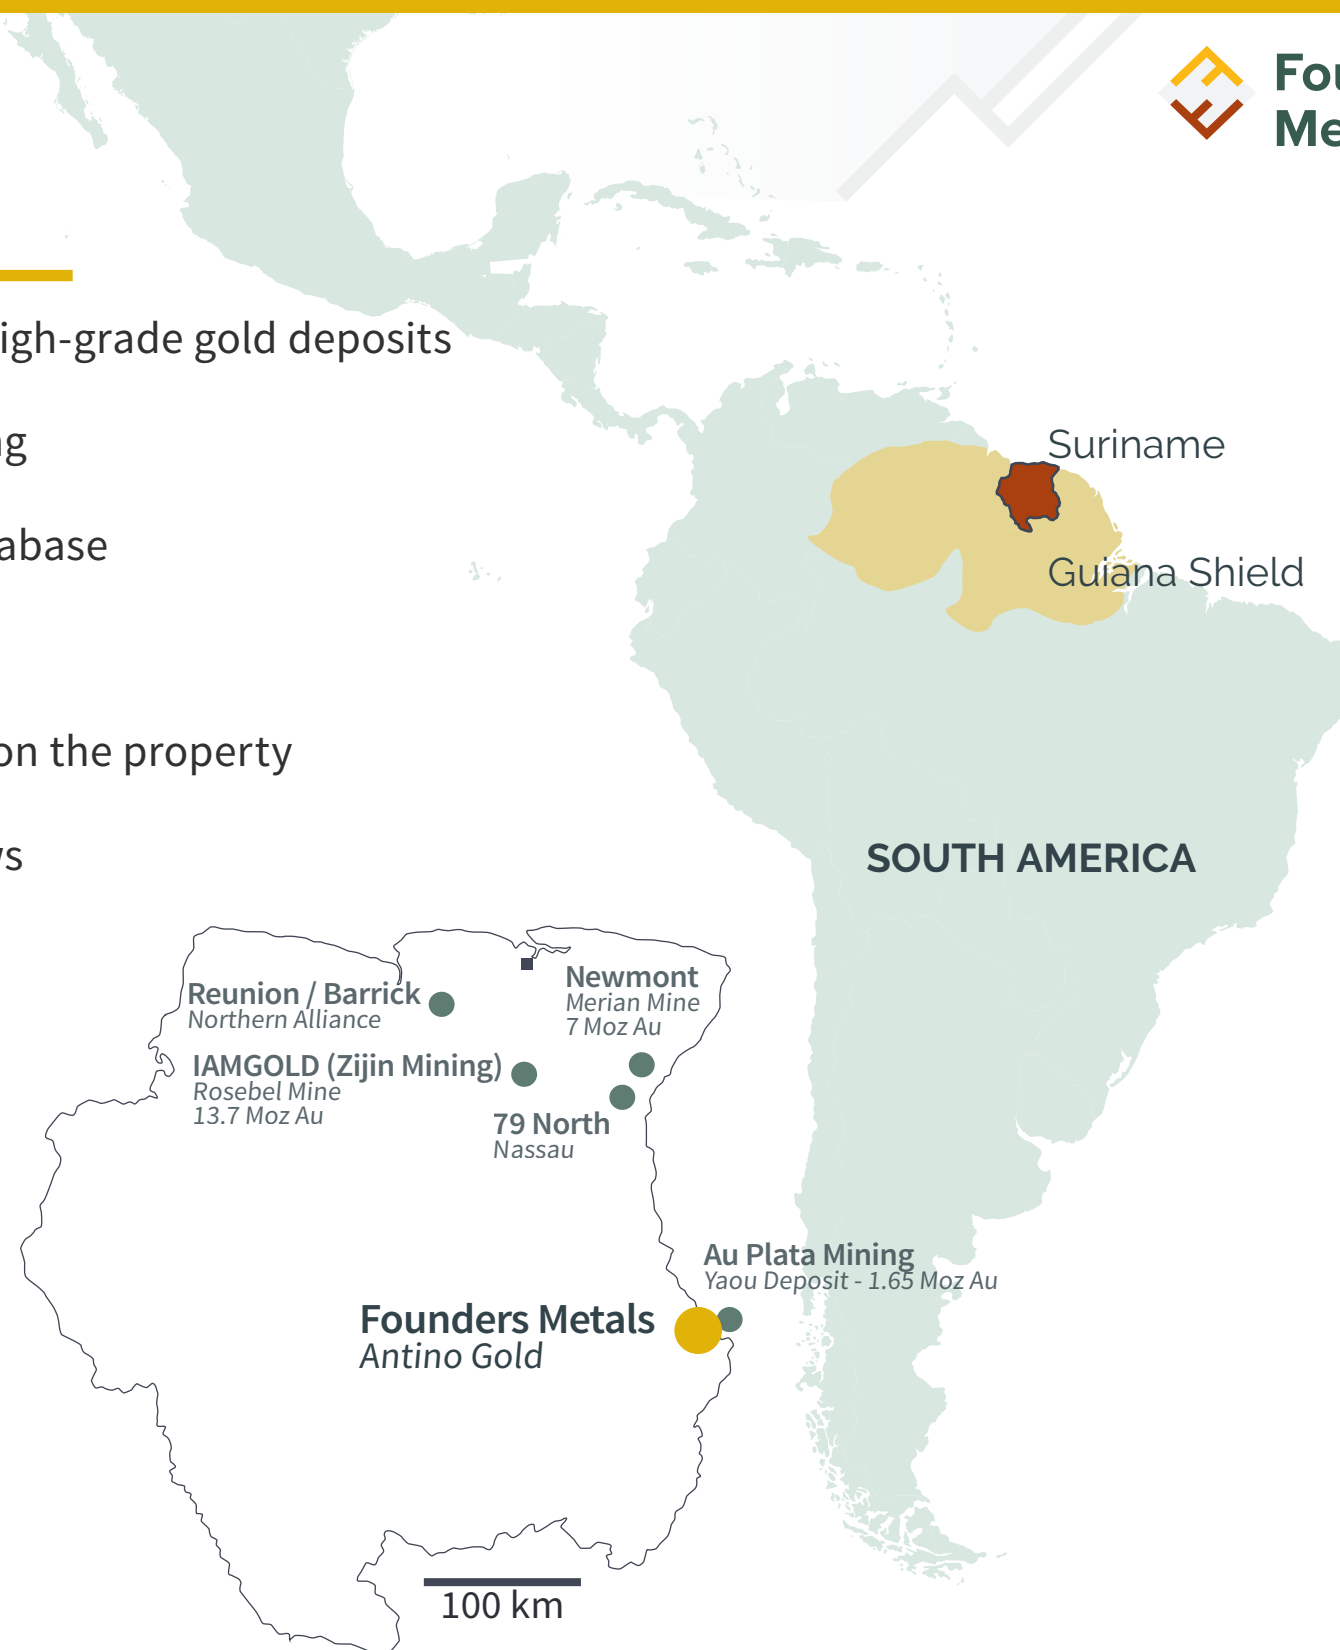 Fou
Me
igh-grade gold deposits
ng
abase
on the property
ws
Suriname
Guiana Shield
SOUTH AMERICA
Reunion / Barrick
Northern Alliance
Newmont
Merian Mine
7 Moz Au
IAMGOLD (Zijin Mining)
Rosebel Mine
13.7 Moz Au
79 North
Nassau
Au Plata Mining
Yaou Deposit - 1.65 Moz Au
Founders Metals
Antino Gold
100 km